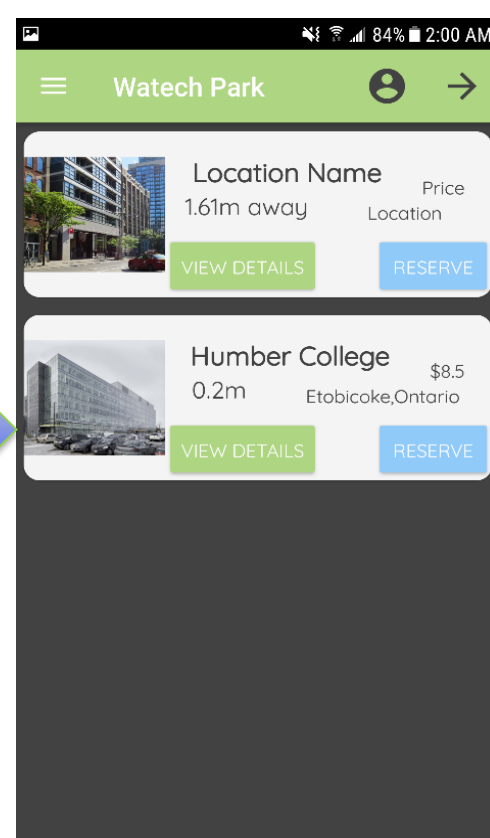 84% 2:00 AM
Watech Park
Location Name
Price
1.61m away
Location
VIEW DETAILS
RESERVE
Humber College
$8.5
0.2m
Etobicoke,Ontario
VIEW DETAILS
RESERVE